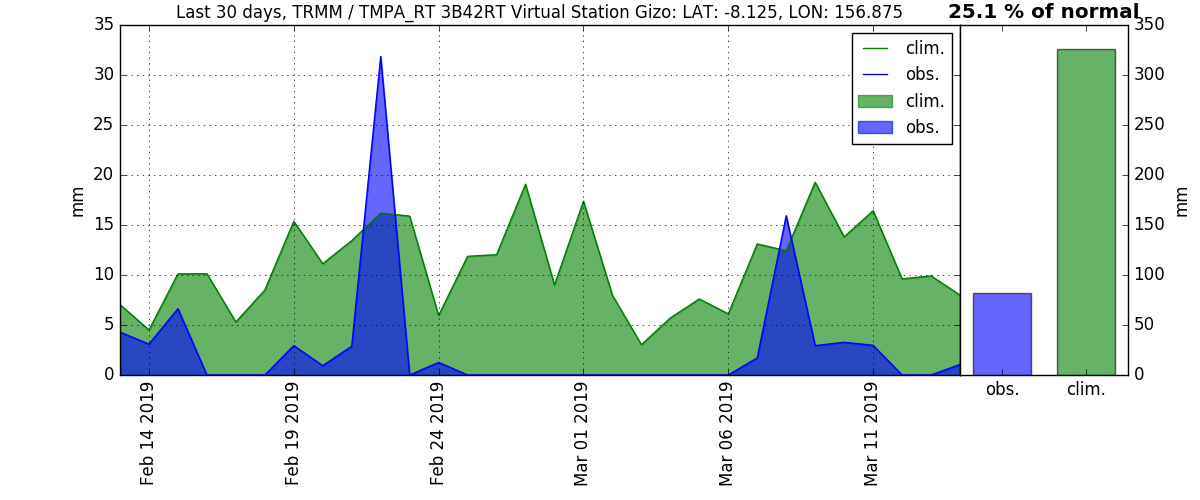 Last 30 days, TRMM / TMPA_RT 3B42RT Virtual Station Gizo: LAT: -8.125, LON: 156.875
25.1 % of normal
35
30
25
20
15
10
5
0
mm
clim.
obs.
clim.
obs.
Feb 14 2019
Feb 19 2019
Feb 24 2019
Mar 01 2019
Mar 06 2019
Mar 11 2019
350
300
250
200
150
100
50
0
mm
obs.
clim.